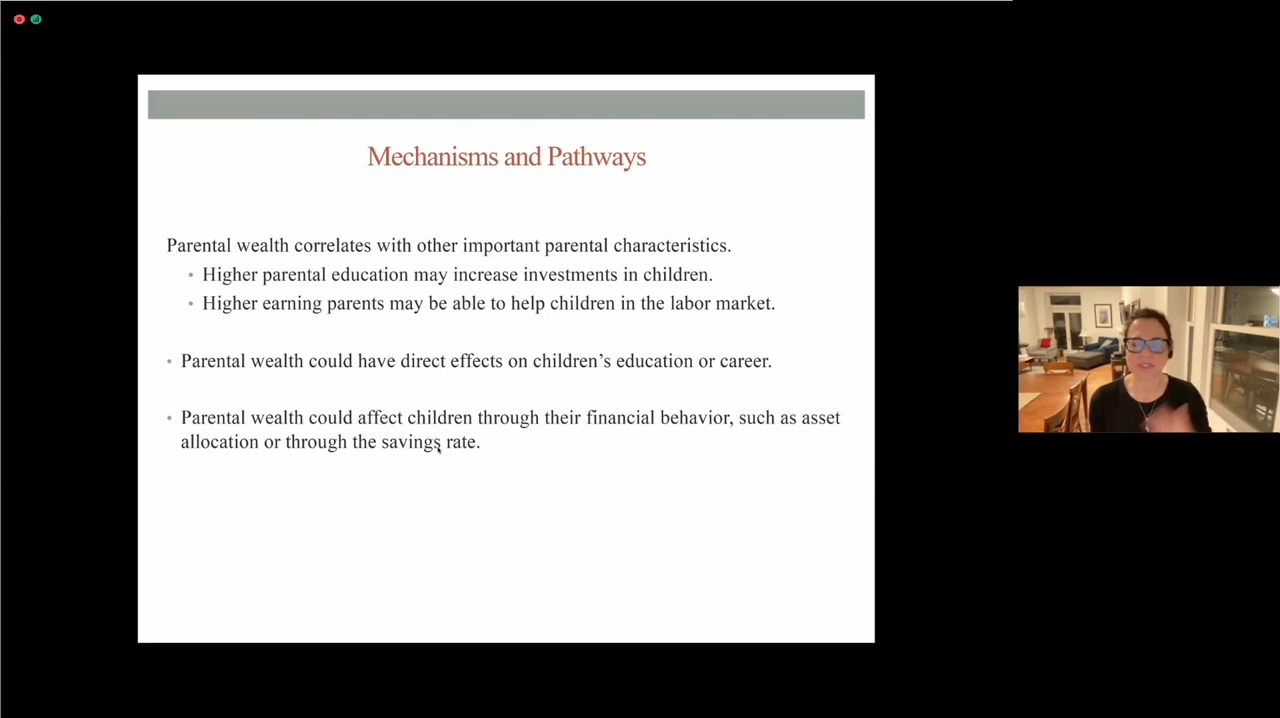 Mechanisms and Pathways
Parental wealth correlates with other important parental characteristics.
• Higher parental education may increase investments in children.
• Higher earning parents may be able to help children in the labor market.
• Parental wealth could have direct effects on children’s education or career.
• Parental wealth could affect children through their financial behavior, such as asset
allocation or through the savings rate.